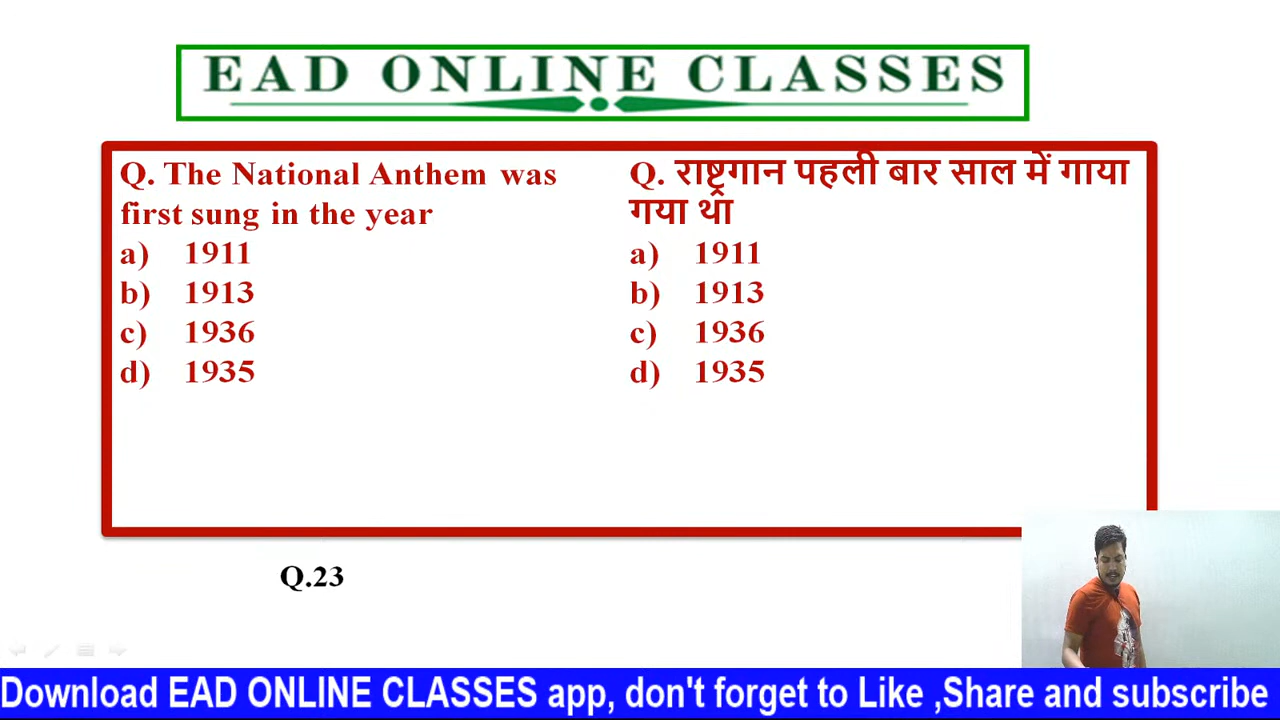 EAD ONLINE CLASSES
Q. The National Anthem was
first sung in the year
a) 1911
b) 1913
c) 1936
d) 1935
Q. राष्ट्रगान पहली बार साल में गाया
गया था
a) 1911
b) 1913
c) 1936
d) 1935
Q.23
Download EAD ONLINE CLASSES app, don't forget to Like ,Share and subscribe